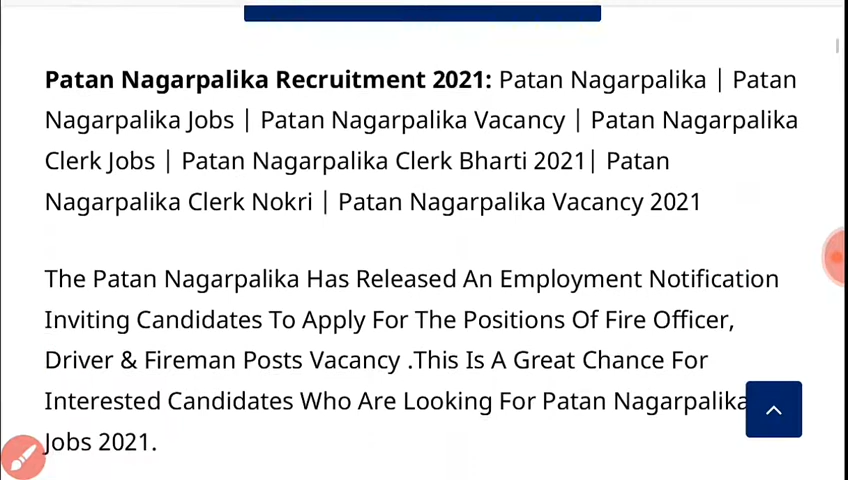 Patan Nagarpalika Recruitment 2021: Patan Nagarpalika | Patan
Nagarpalika Jobs | Patan Nagarpalika Vacancy | Patan Nagarpalika
Clerk Jobs | Patan Nagarpalika Clerk Bharti 2021| Patan
Nagarpalika Clerk Nokri | Patan Nagarpalika Vacancy 2021
The Patan Nagarpalika Has Released An Employment Notification
Inviting Candidates To Apply For The Positions Of Fire Officer,
Driver & Fireman Posts Vacancy .This Is A Great Chance For
Interested Candidates Who Are Looking For Patan Nagarpalika
Jobs 2021.